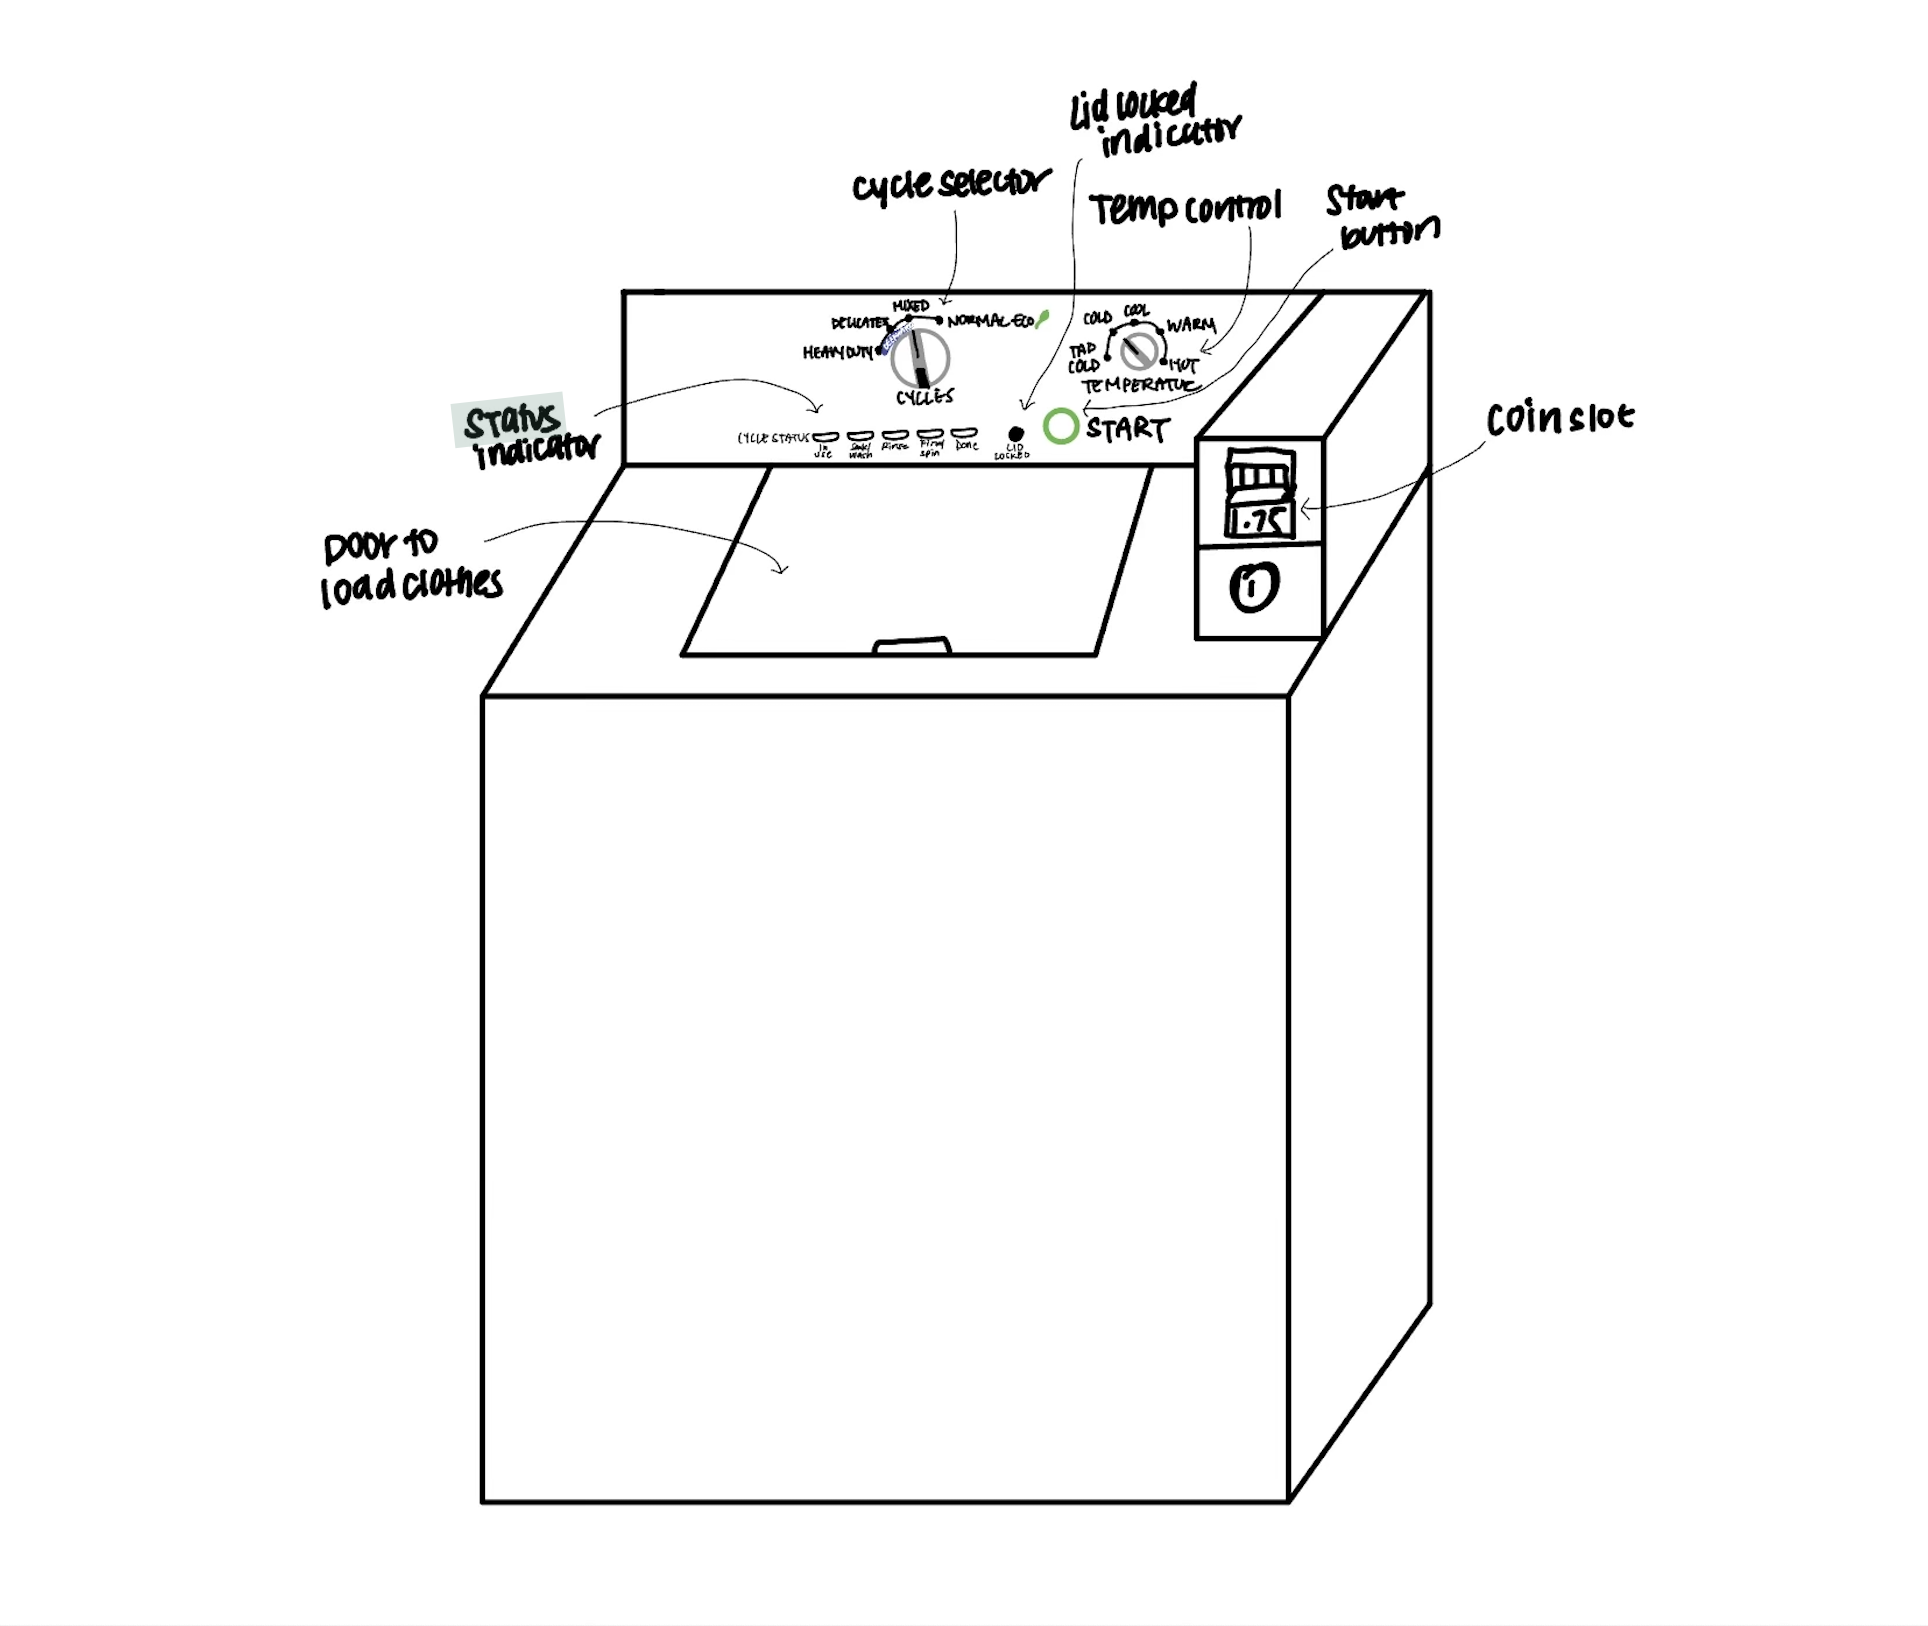 Lid locked
indicator
cycle selector
Temp control
Start
button
MIXED
DELICATES
NORMAL ECO
HEAVY DUTY
CYCLES
COLD
COOL
WARM
TAP
COLD
HOT
Status
indicator
CYCLE STATUS
In
use
Soak/
wash
Rinse
Final
spin
Done
LID
LOCKED
START
coin slot
1.75
Door to
load clothes